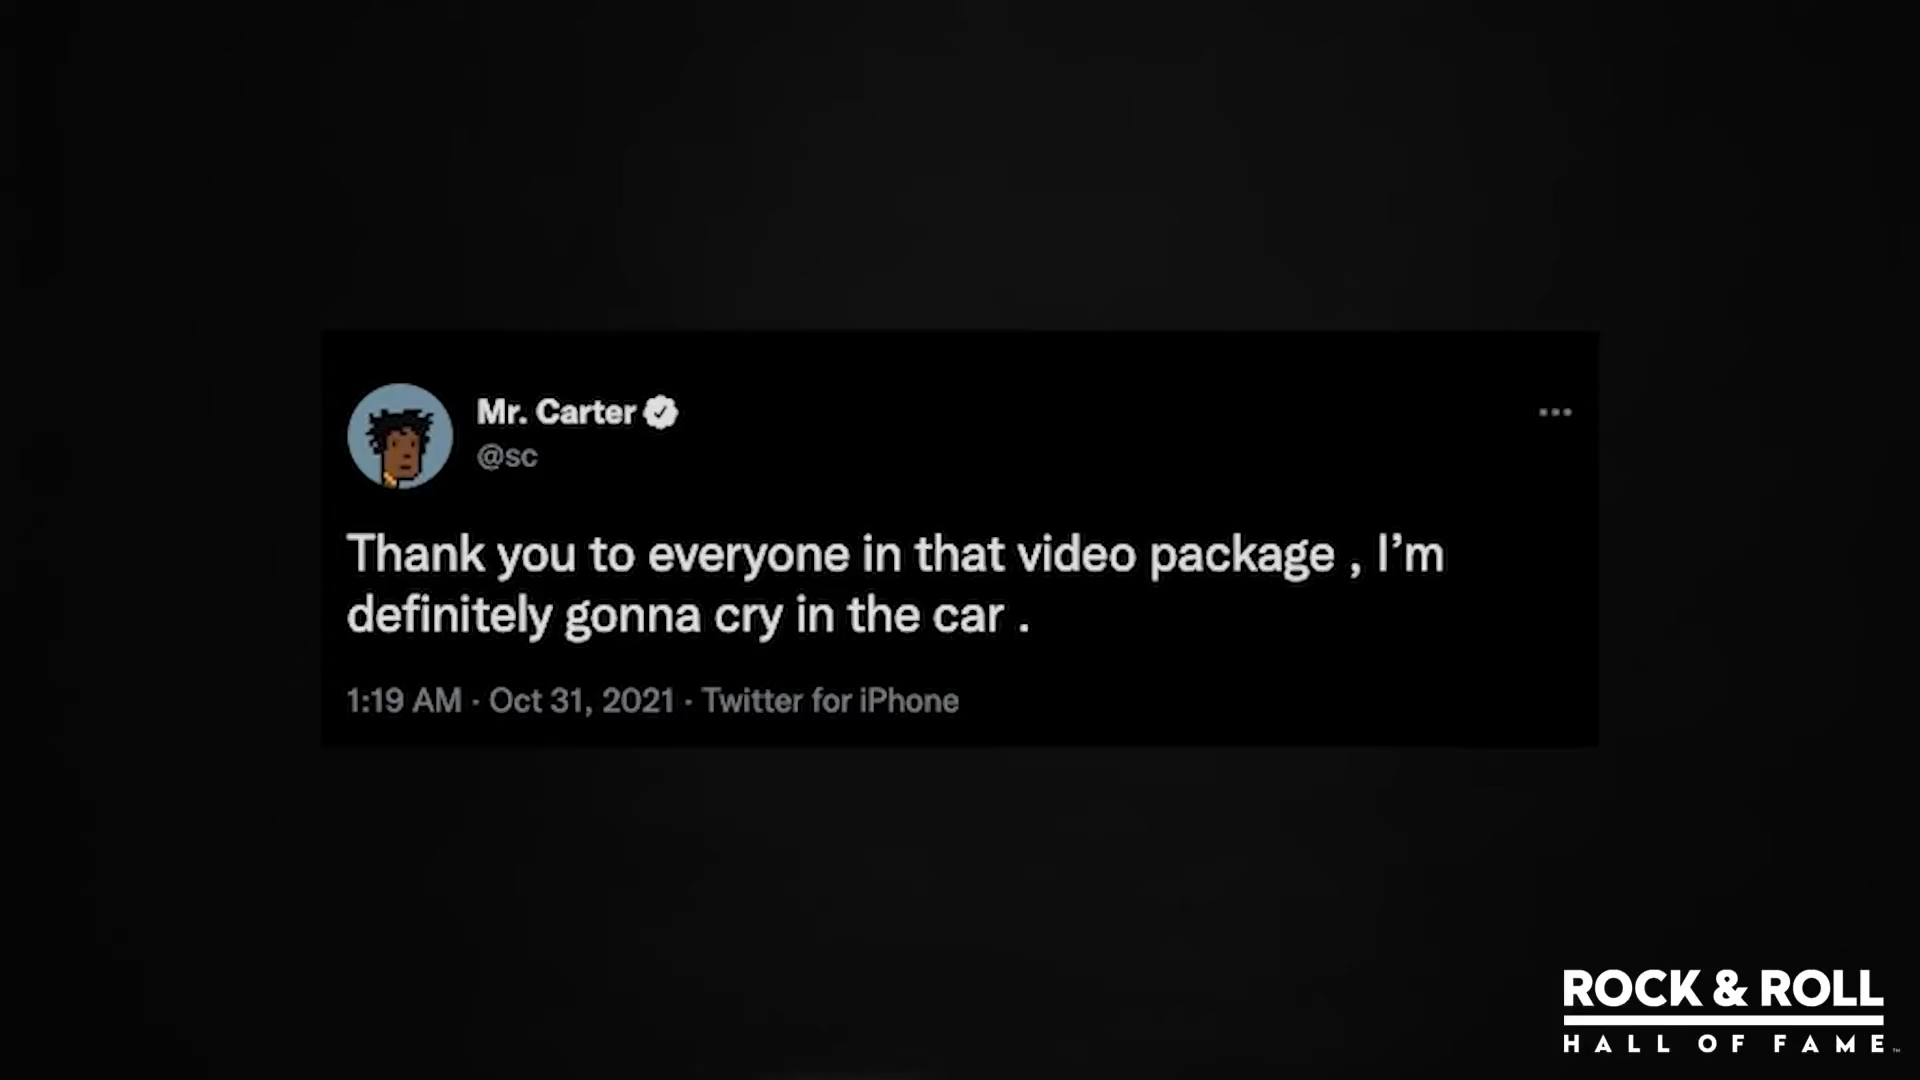 Mr. Carter
@sc
Thank you to everyone in that video package , I’m
definitely gonna cry in the car .
1:19 AM · Oct 31, 2021 · Twitter for iPhone
ROCK & ROLL
HALL OF FAME™